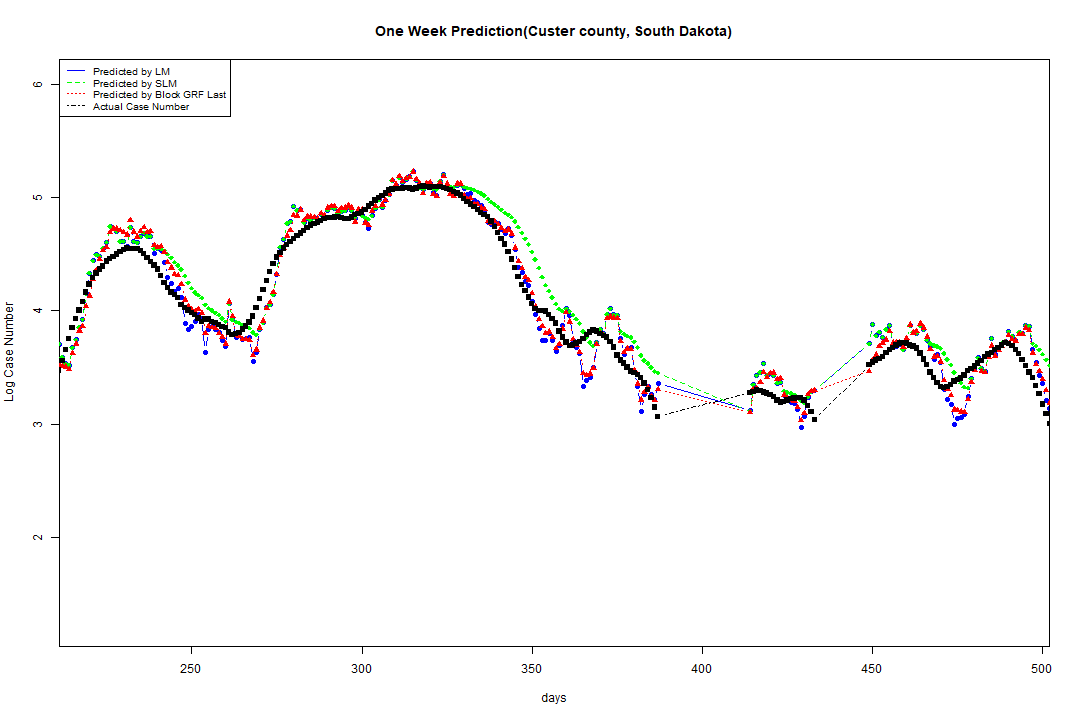 One Week Prediction(Custer county, South Dakota)
Predicted by LM
Predicted by SLM
Predicted by Block GRF Last
Actual Case Number
6
5
4
3
2
Log Case Number
250
300
350
400
450
500
days